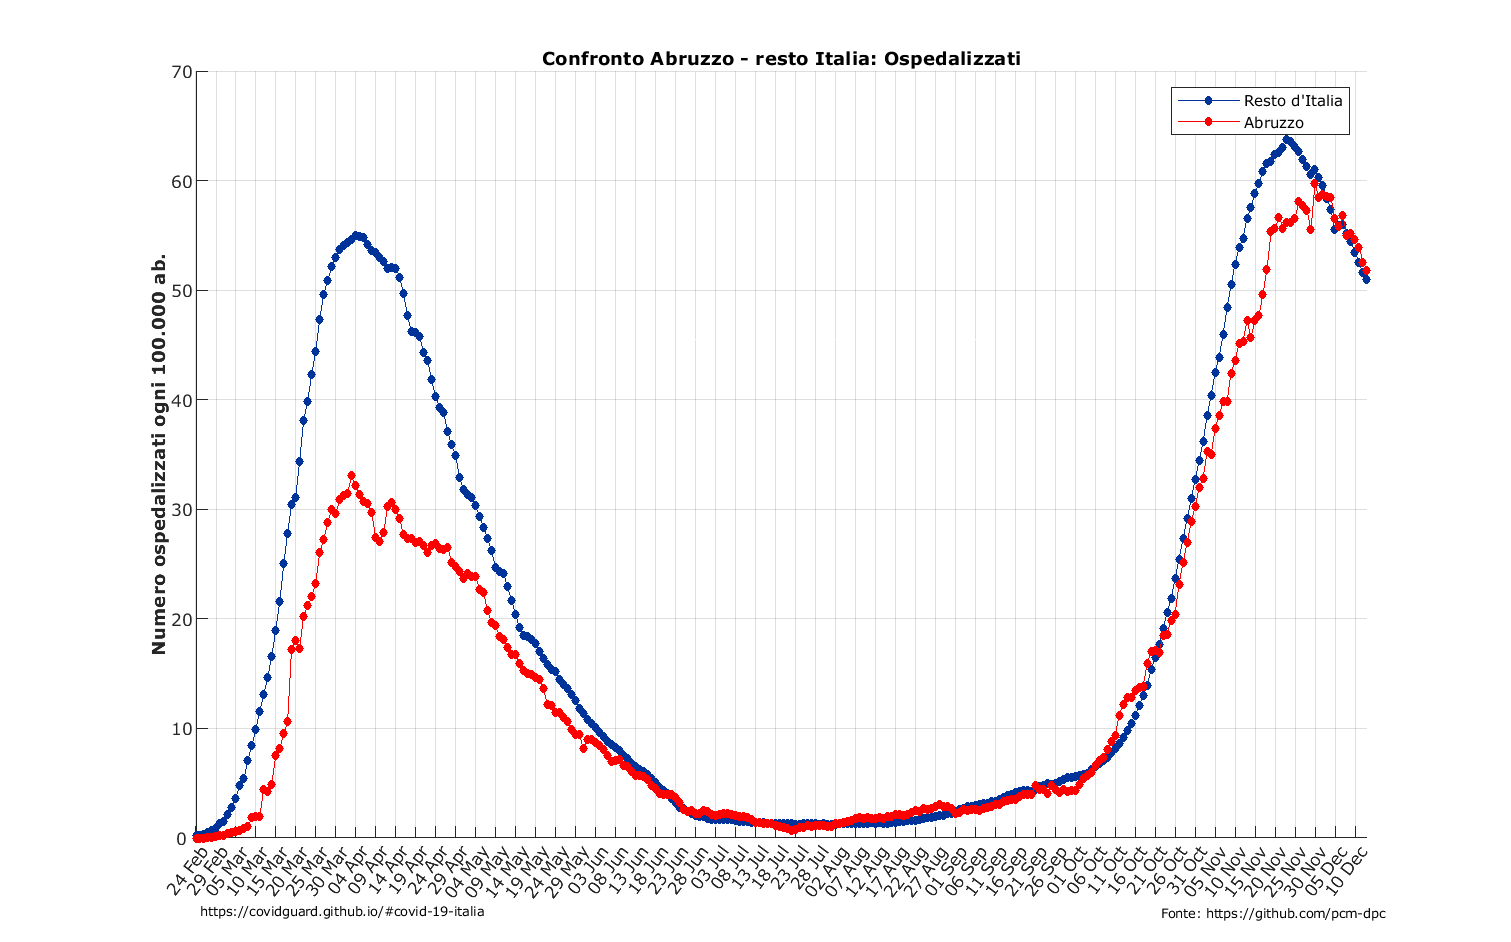 Confronto Abruzzo - resto Italia: Ospedalizzati
70
60
50
40
30
20
10
0
Numero ospedalizzati ogni 100.000 ab.
Resto d'Italia
Abruzzo
24 Feb
29 Feb
05 Mar
10 Mar
15 Mar
20 Mar
25 Mar
30 Mar
04 Apr
09 Apr
14 Apr
19 Apr
24 Apr
29 Apr
04 May
09 May
14 May
19 May
24 May
29 May
03 Jun
08 Jun
13 Jun
18 Jun
23 Jun
28 Jun
03 Jul
08 Jul
13 Jul
18 Jul
23 Jul
28 Jul
02 Aug
07 Aug
12 Aug
17 Aug
22 Aug
27 Aug
01 Sep
06 Sep
11 Sep
16 Sep
21 Sep
26 Sep
01 Oct
06 Oct
11 Oct
16 Oct
21 Oct
26 Oct
31 Oct
05 Nov
10 Nov
15 Nov
20 Nov
25 Nov
30 Nov
05 Dec
10 Dec
https://covidguard.github.io/#covid-19-italia
Fonte: https://github.com/pcm-dpc